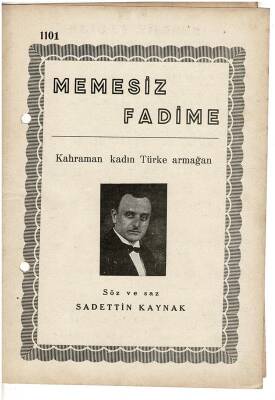 1101
MEMESİZ
FADİME
Kahraman kadın Türke armağan
Söz ve saz
SADETTİN KAYNAK